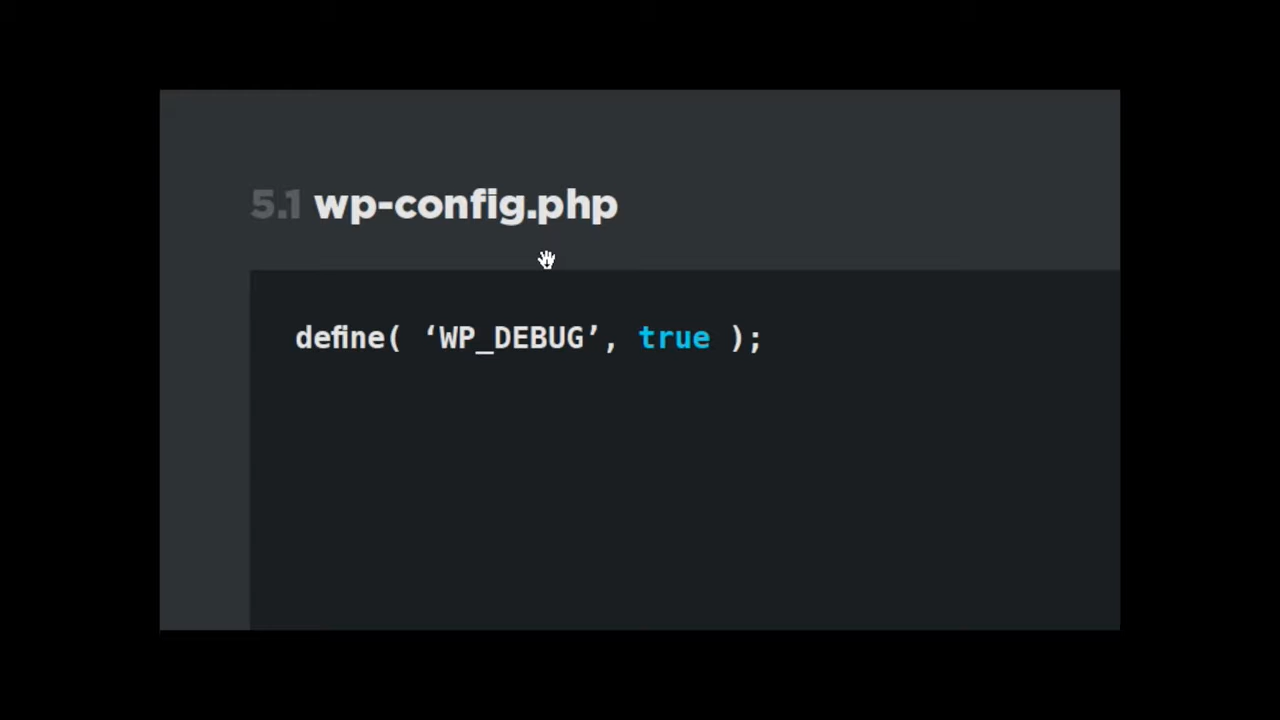 5.1 wp-config.php
define( ‘WP_DEBUG’, true );